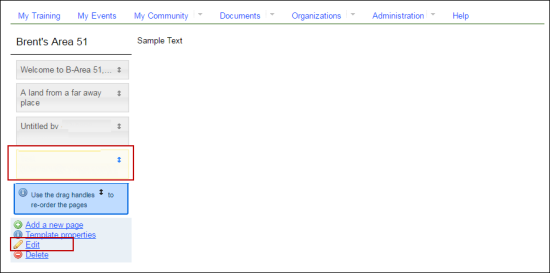 My Training My Events My Community Documents Organizations Administration Help
Brent's Area 51
Sample Text
Welcome to B-Area 51,...
A land from a far away
place
Untitled by
Use the drag handles to
re-order the pages
Add a new page
Template properties
Edit
Delete